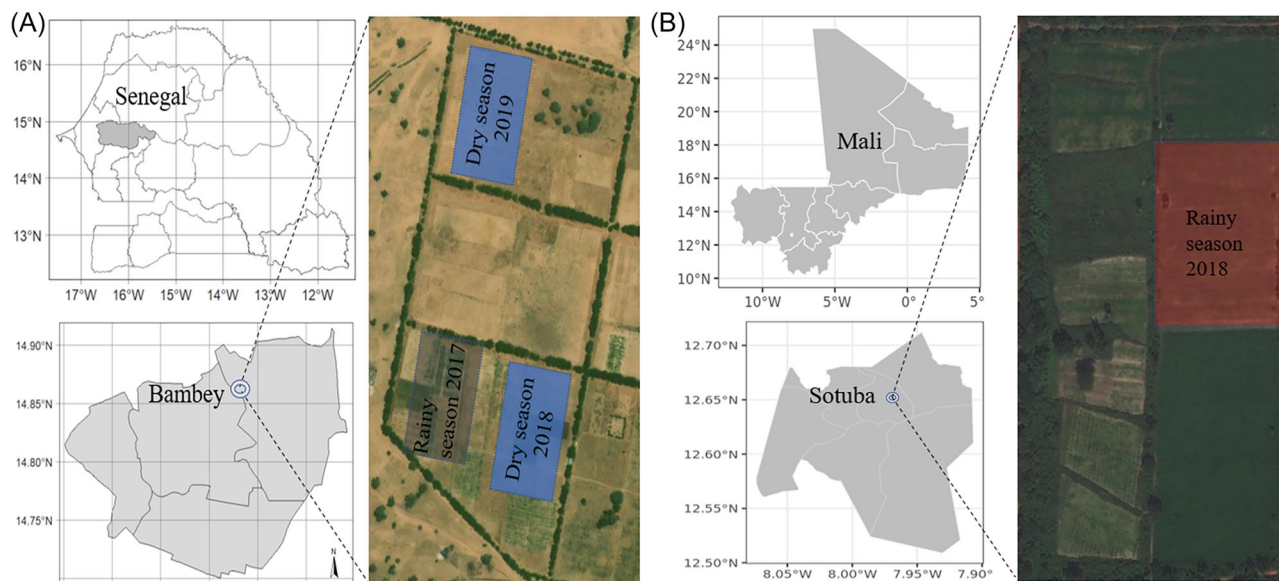 (A)
16°N
15°N
14°N
13°N
Senegal
17°W 16°W 15°W 14°W 13°W 12°W
14.90°N
14.85°N
14.80°N
14.75°N
Bambey
N
Dry season
2019
Rainy
season 2017
Dry season
2018
(B)
24°N
22°N
20°N
18°N
16°N
14°N
12°N
10°N
Mali
10°W 5°W 0°C 5°
12.70°N
12.65°N
12.60°N
12.55°N
12.50°N
Sotuba
8.05°W 8.00°W 7.95°W 7.90°
Rainy
season
2018